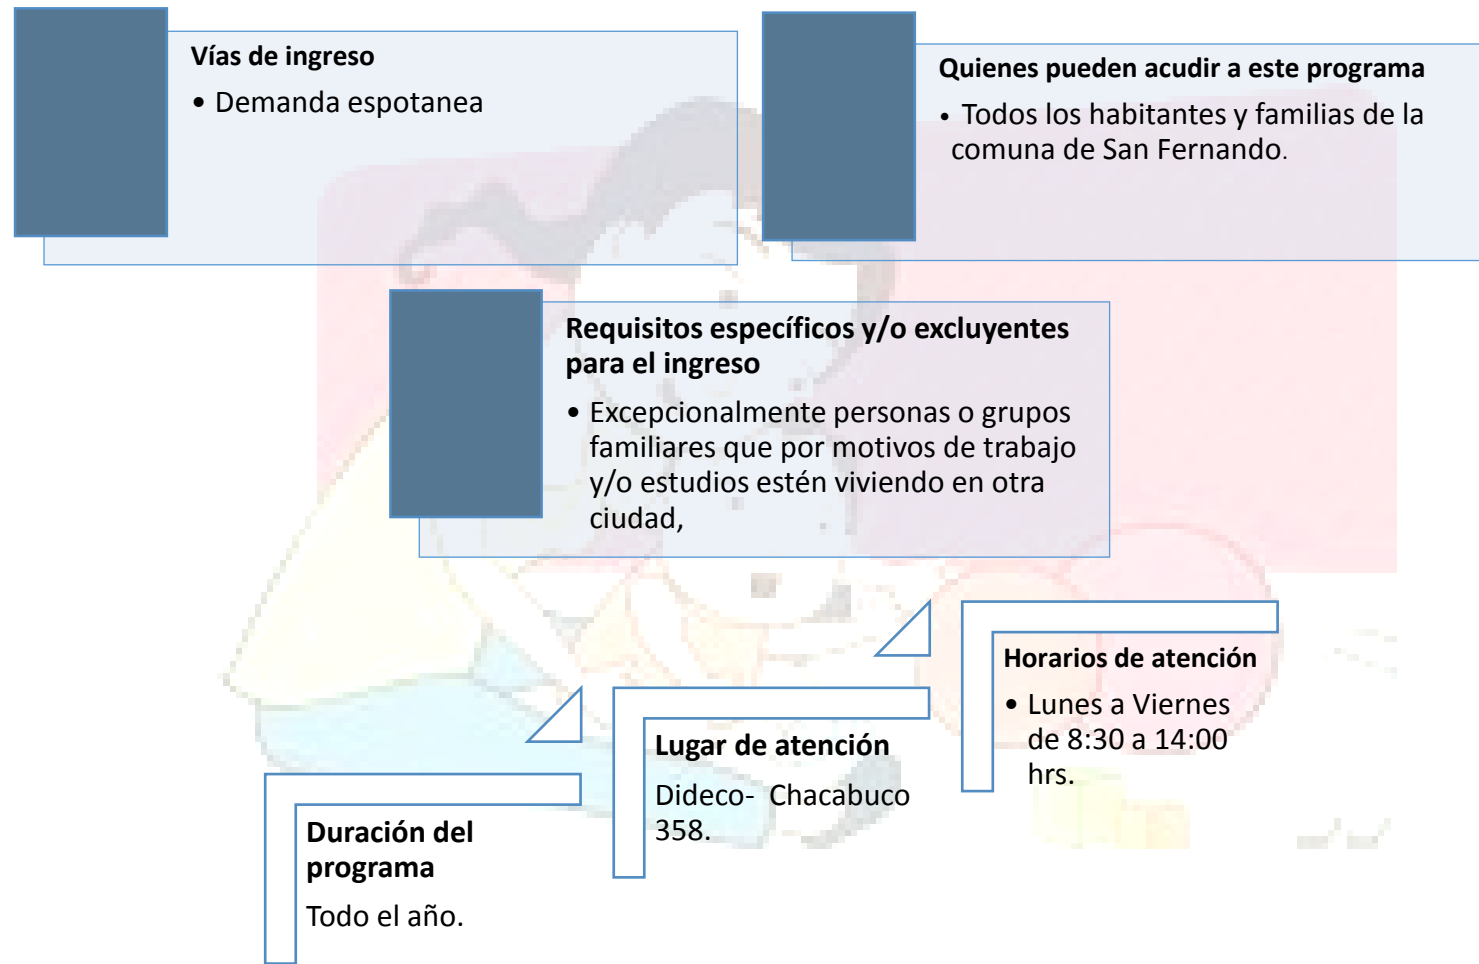 Vías de ingreso
• Demanda espotanea
Quienes pueden acudir a este programa
• Todos los habitantes y familias de la
comuna de San Fernando.
Requisitos específicos y/o excluyentes
para el ingreso
• Excepcionalmente personas o grupos
familiares que por motivos de trabajo
y/o estudios estén viviendo en otra
ciudad,
Duración del
programa
Todo el año.
Lugar de atención
Dideco- Chacabuco
358.
Horarios de atención
• Lunes a Viernes
de 8:30 a 14:00
hrs.